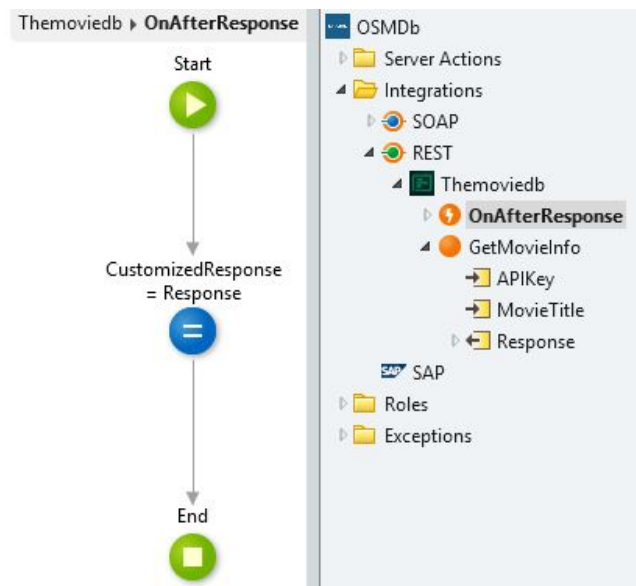 Themoviedb ▸ OnAfterResponse
Start
CustomizedResponse
= Response
End
OSMDb
Server Actions
Integrations
SOAP
REST
Themoviedb
OnAfterResponse
GetMovieInfo
APIKey
MovieTitle
Response
SAP SAP
Roles
Exceptions